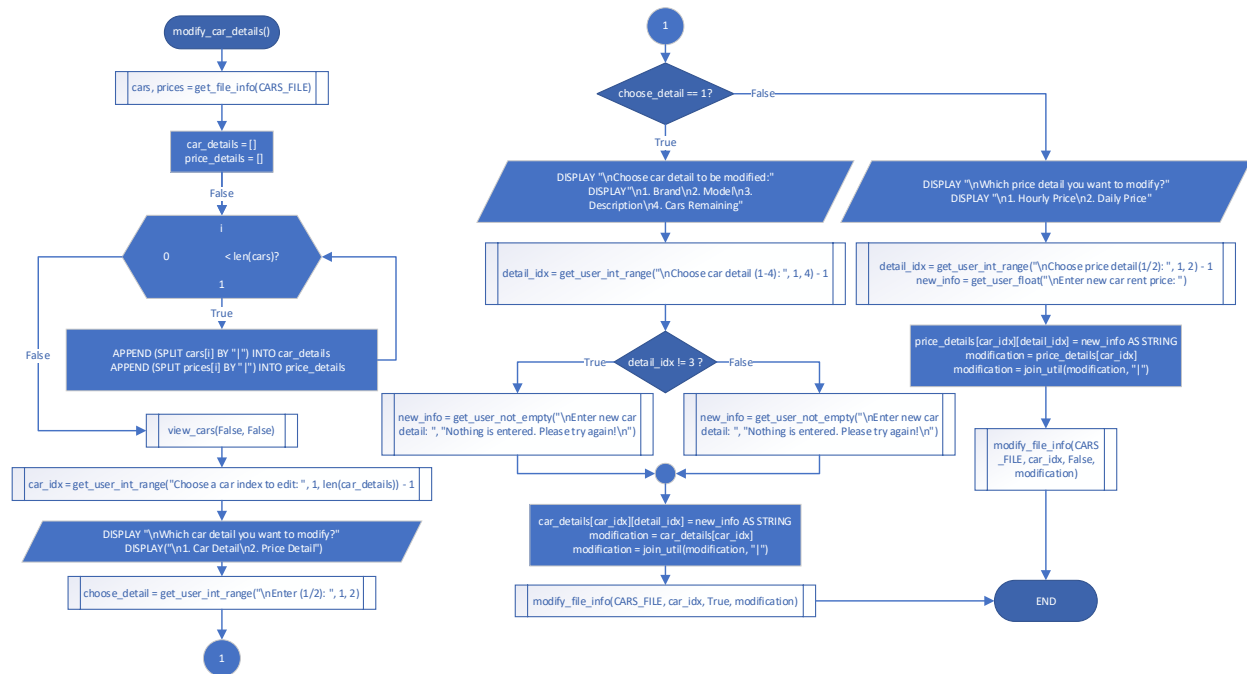 modify_car_details()
cars, prices = get_file_info(CARS_FILE)
car_details = []
price_details = []
False
i
0
< len(cars)?
1
True
False
APPEND (SPLIT cars[i] BY "|") INTO car_details
APPEND (SPLIT prices[i] BY "|") INTO price_details
view_cars(False, False)
car_idx = get_user_int_range("Choose a car index to edit: ", 1, len(car_details)) - 1
DISPLAY "\nWhich car detail you want to modify?"
DISPLAY("\n1. Car Detail\n2. Price Detail")
choose_detail = get_user_int_range("\nEnter (1/2): ", 1, 2)
1
1
choose_detail == 1?
False
True
DISPLAY "\nChoose car detail to be modified:"
DISPLAY"\n1. Brand\n2. Model\n3.
Description\n4. Cars Remaining"
detail_idx = get_user_int_range("\nChoose car detail (1-4): ", 1, 4) - 1
detail_idx != 3 ?
True
False
new_info = get_user_not_empty("\nEnter new car
detail: ", "Nothing is entered. Please try again!\n")
new_info = get_user_not_empty("\nEnter new car
detail: ", "Nothing is entered. Please try again!\n")
car_details[car_idx][detail_idx] = new_info AS STRING
modification = car_details[car_idx]
modification = join_util(modification, "|")
modify_file_info(CARS_FILE, car_idx, True, modification)
DISPLAY "\nWhich price detail you want to modify?"
DISPLAY "\n1. Hourly Price\n2. Daily Price"
detail_idx = get_user_int_range("\nChoose price detail(1/2): ", 1, 2) - 1
new_info = get_user_float("\nEnter new car rent price: ")
price_details[car_idx][detail_idx] = new_info AS STRING
modification = price_details[car_idx]
modification = join_util(modification, "|")
modify_file_info(CARS
_FILE, car_idx, False,
modification)
END